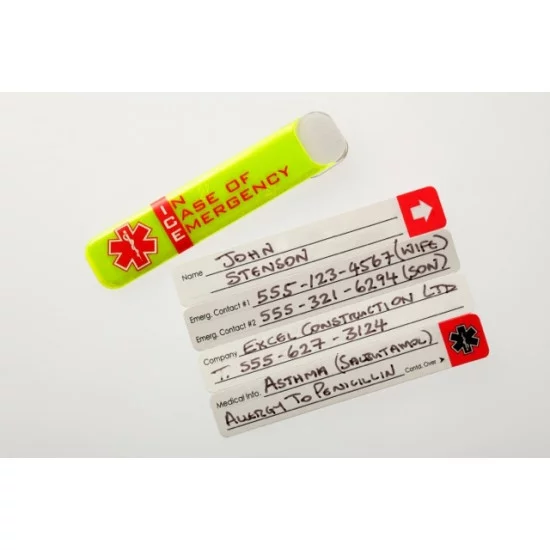 IN
CASE OF
EMERGENCY
Name JOHN
STENSON
Emerg. Contact #1 555-123-4567 (WIFE)
Emerg. Contact #2 555-321-6294 (SON)
Company EXCEL CONSTRUCTION LTD
T. 555-627-3124
Medical Info. ASTHMA (SALBUTAMOL)
ALLERGY TO PENICILLIN Contd. Over